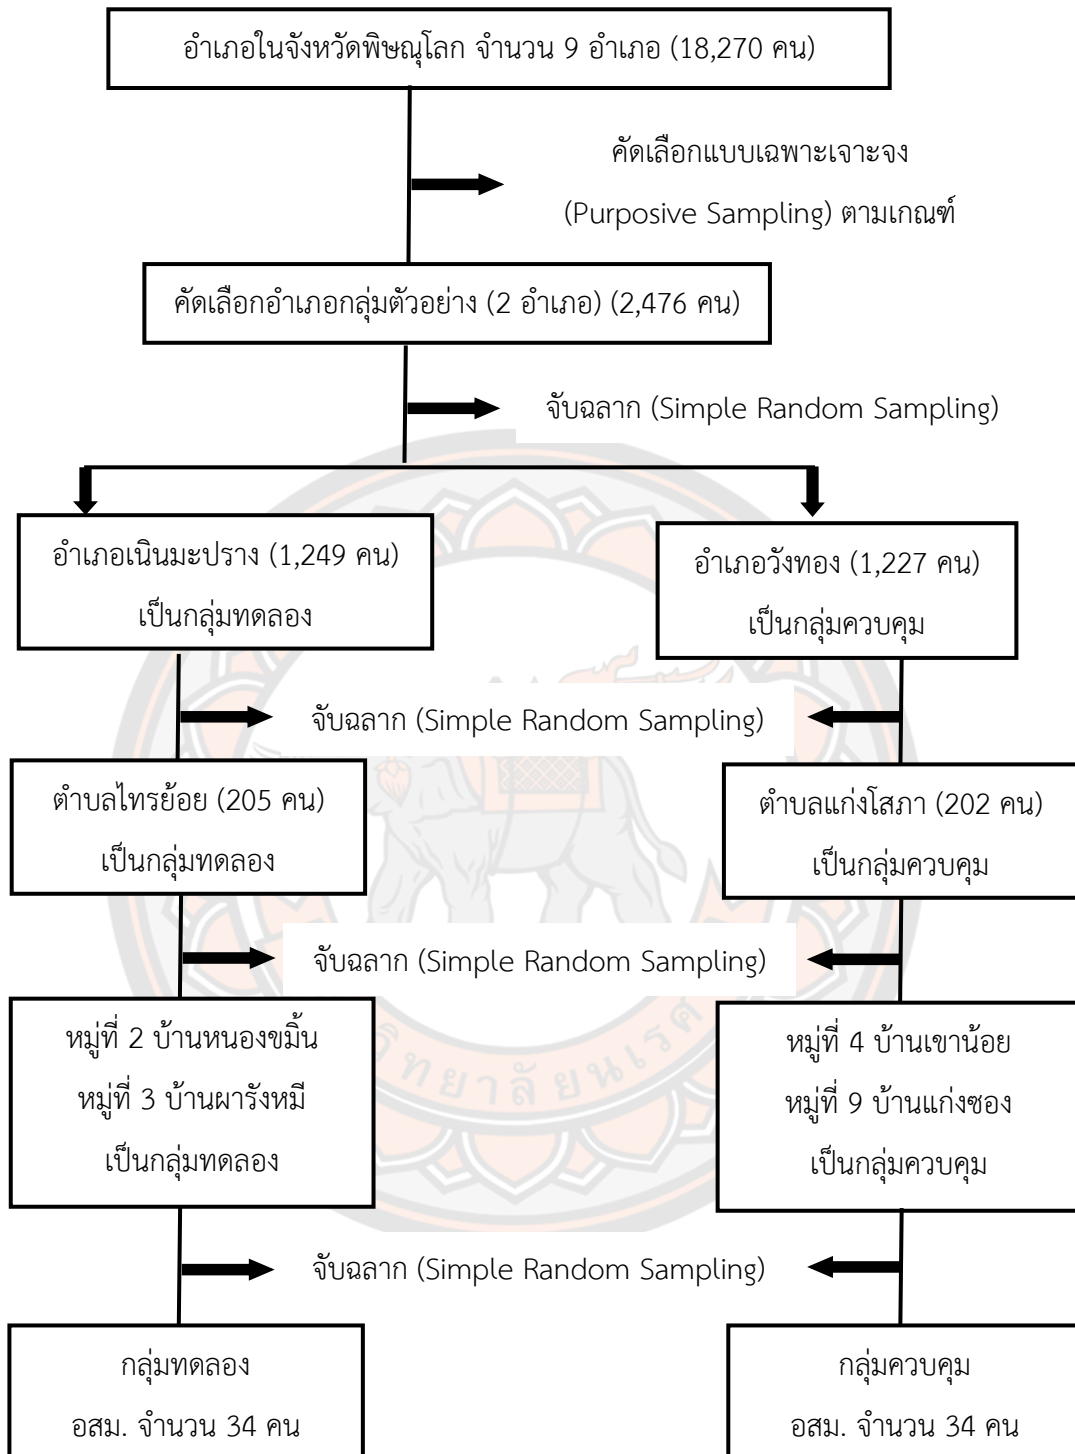 อำเภอในจังหวัดพิษณุโลก จำนวน 9 อำเภอ (18,270 คน)
คัดเลือกแบบเฉพาะเจาะจง
(Purposive Sampling) ตามเกณฑ์
คัดเลือกอำเภอกลุ่มตัวอย่าง (2 อำเภอ) (2,476 คน)
จับฉลาก (Simple Random Sampling)
อำเภอเนินมะปราง (1,249 คน)
เป็นกลุ่มทดลอง
อำเภอวังทอง (1,227 คน)
เป็นกลุ่มควบคุม
จับฉลาก (Simple Random Sampling)
ตำบลไทรย้อย (205 คน)
เป็นกลุ่มทดลอง
ตำบลแก่งโสภา (202 คน)
เป็นกลุ่มควบคุม
จับฉลาก (Simple Random Sampling)
หมู่ที่ 2 บ้านหนองขมิ้น
หมู่ที่ 3 บ้านผารังหมี
เป็นกลุ่มทดลอง
หมู่ที่ 4 บ้านเขาน้อย
หมู่ที่ 9 บ้านแก่งซอง
เป็นกลุ่มควบคุม
วิทยาลัยนเรศ
จับฉลาก (Simple Random Sampling)
กลุ่มทดลอง
อสม. จำนวน 34 คน
กลุ่มควบคุม
อสม. จำนวน 34 คน